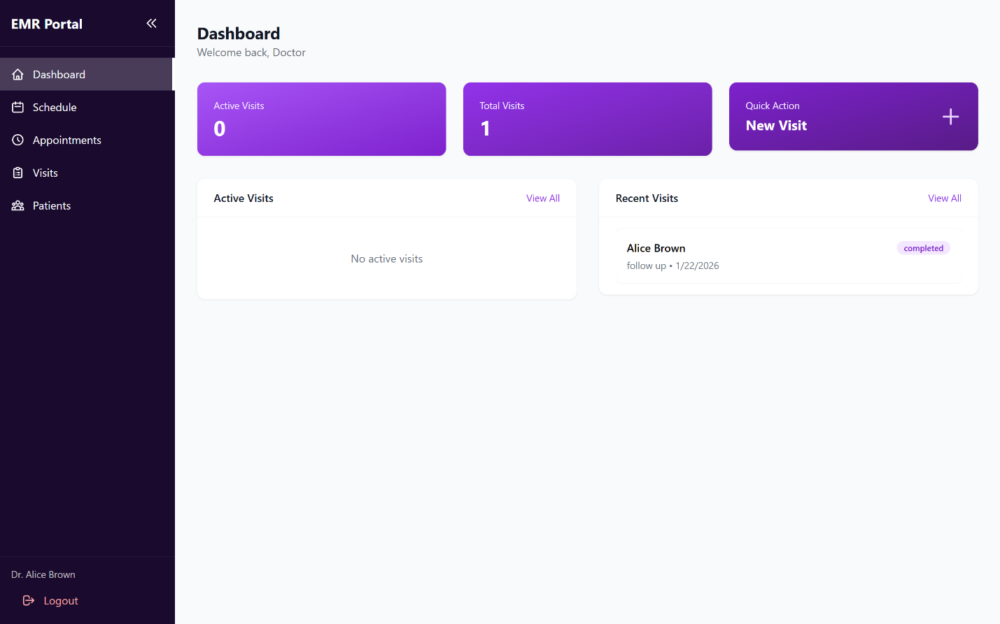 EMR Portal
Dashboard
Schedule
Appointments
Visits
Patients
Dr. Alice Brown
Logout
Dashboard
Welcome back, Doctor
Active Visits
0
Total Visits
1
Quick Action
New Visit
Active Visits
View All
No active visits
Recent Visits
View All
Alice Brown
completed
follow up • 1/22/2026